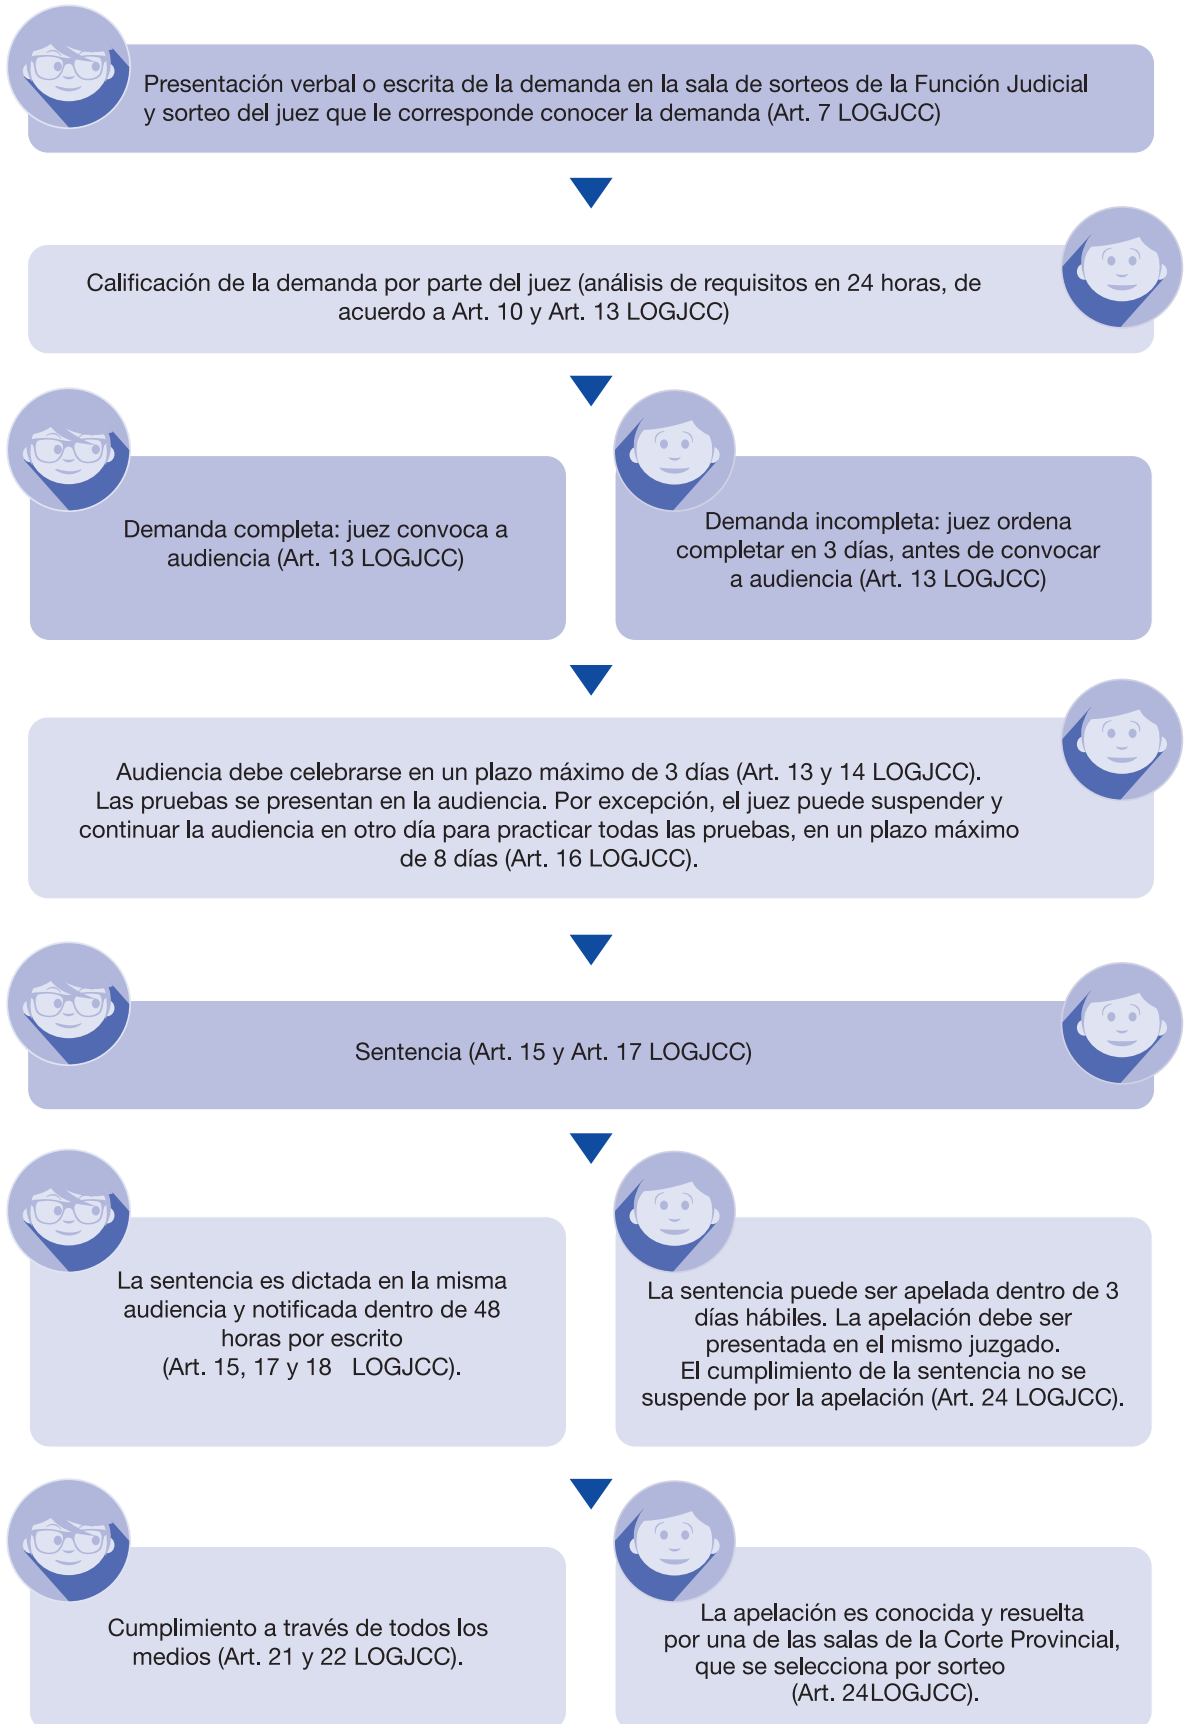 Presentación verbal o escrita de la demanda en la sala de sorteos de la Función Judicial
y sorteo del juez que le corresponde conocer la demanda (Art. 7 LOGJCC)
Calificación de la demanda por parte del juez (análisis de requisitos en 24 horas, de
acuerdo a Art. 10 y Art. 13 LOGJCC)
Demanda completa: juez convoca a
audiencia (Art. 13 LOGJCC)
Demanda incompleta: juez ordena
completar en 3 días, antes de convocar
a audiencia (Art. 13 LOGJCC)
Audiencia debe celebrarse en un plazo máximo de 3 días (Art. 13 y 14 LOGJCC).
Las pruebas se presentan en la audiencia. Por excepción, el juez puede suspender y
continuar la audiencia en otro día para practicar todas las pruebas, en un plazo máximo
de 8 días (Art. 16 LOGJCC).
Sentencia (Art. 15 y Art. 17 LOGJCC)
La sentencia es dictada en la misma
audiencia y notificada dentro de 48
horas por escrito
(Art. 15, 17 y 18 LOGJCC).
La sentencia puede ser apelada dentro de 3
días hábiles. La apelación debe ser
presentada en el mismo juzgado.
El cumplimiento de la sentencia no se
suspende por la apelación (Art. 24 LOGJCC).
Cumplimiento a través de todos los
medios (Art. 21 y 22 LOGJCC).
La apelación es conocida y resuelta
por una de las salas de la Corte Provincial,
que se selecciona por sorteo
(Art. 24LOGJCC).